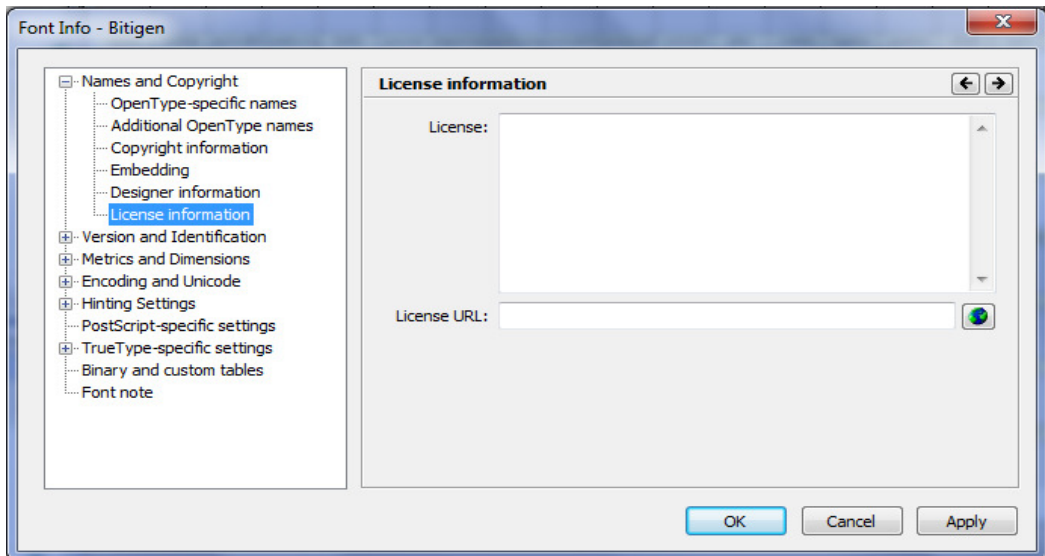 Font Info - Bitigen
Names and Copyright
OpenType-specific names
Additional OpenType names
Copyright information
Embedding
Designer information
License information
Version and Identification
Metrics and Dimensions
Encoding and Unicode
Hinting Settings
PostScript-specific settings
TrueType-specific settings
Binary and custom tables
Font note
License information
License:
License URL:
OK Cancel Apply